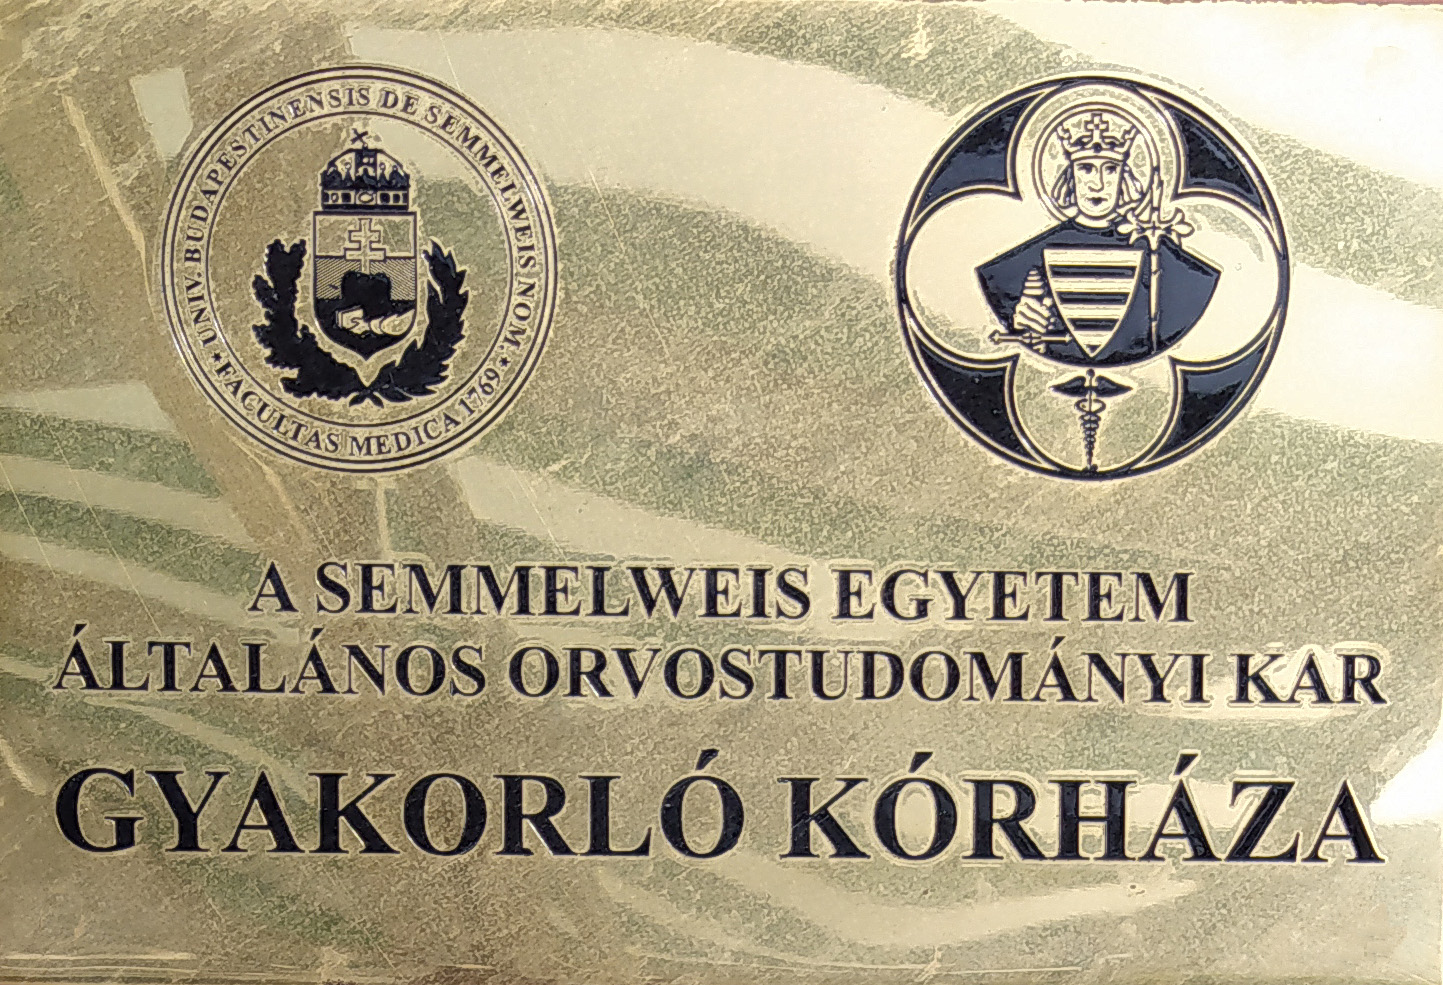 UNIV. BUDAPESTINENSIS DE SEMMELWEIS NOM.
* FACULTAS MEDICA 1769 *
A SEMMELWEIS EGYETEM
ÁLTALÁNOS ORVOSTUDOMÁNYI KAR
GYAKORLÓ KÓRHÁZA